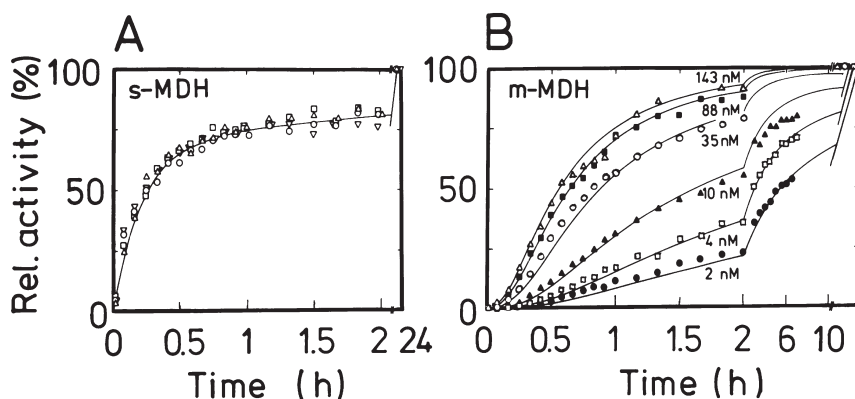 A
B
Rel. activity (%)
100
50
0
s-MDH
0 0.5 1 1.5 2 24
Time (h)
100
50
0
m-MDH
143 nM
88 nM
35 nM
10 nM
4 nM
2 nM
0 0.5 1 1.5 2 6 10
Time (h)